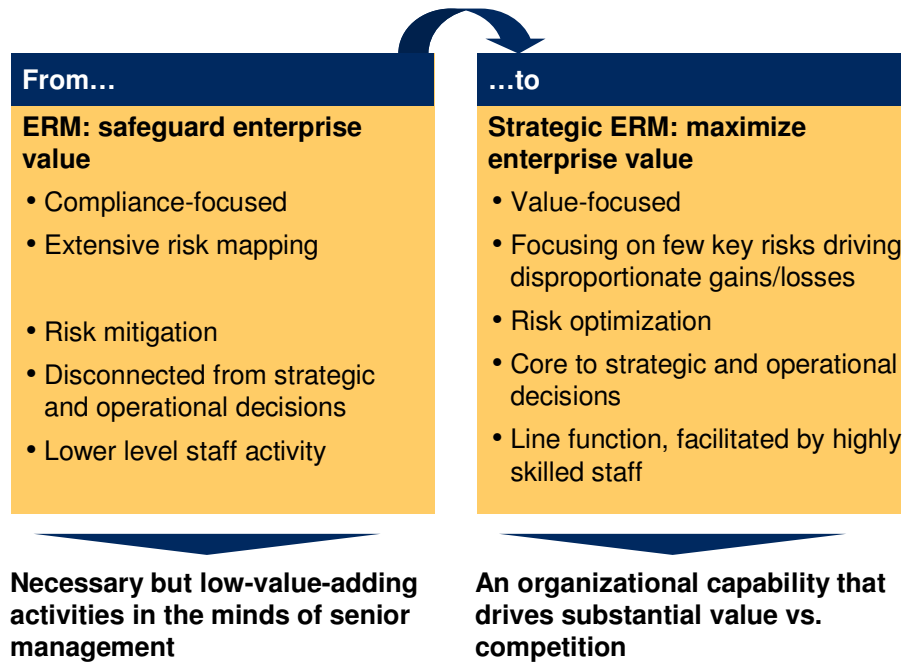 From…
ERM: safeguard enterprise
value
• Compliance-focused
• Extensive risk mapping
• Risk mitigation
• Disconnected from strategic
and operational decisions
• Lower level staff activity
Necessary but low-value-adding
activities in the minds of senior
management
…to
Strategic ERM: maximize
enterprise value
• Value-focused
• Focusing on few key risks driving
disproportionate gains/losses
• Risk optimization
• Core to strategic and operational
decisions
• Line function, facilitated by highly
skilled staff
An organizational capability that
drives substantial value vs.
competition